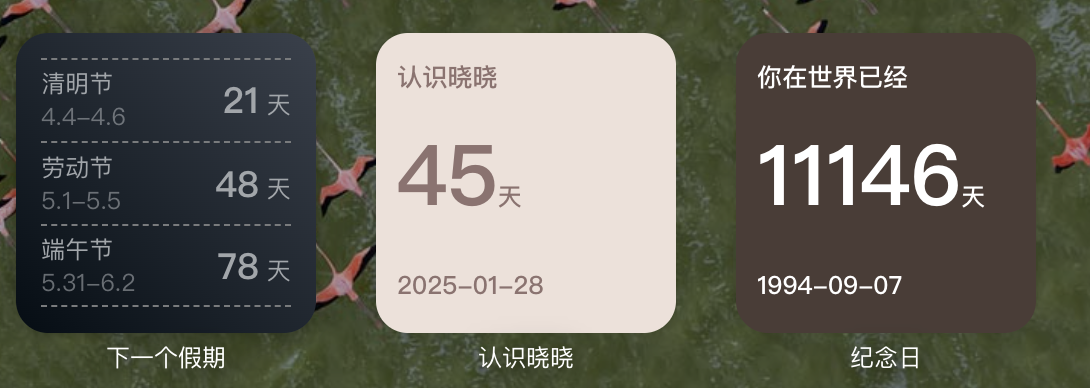 清明节
21 天
4.4–4.6
劳动节
48 天
5.1–5.5
端午节
78 天
5.31–6.2
下一个假期
认识晓晓
45天
2025–01–28
认识晓晓
你在世界已经
11146天
1994–09–07
纪念日